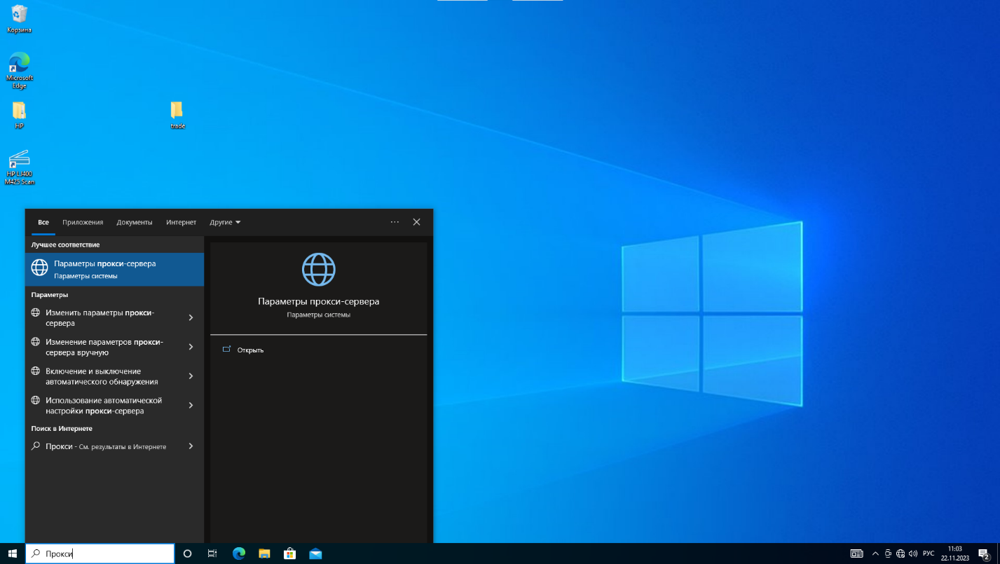 Корзина
Microsoft
Edge
HP
trade
HP LJ400
M425 Scan
Все
Приложения
Документы
Интернет
Другие
Лучшее соответствие
Параметры прокси-сервера
Параметры системы
Параметры
Изменить параметры прокси-
сервера
Изменение параметров прокси-
сервера вручную
Включение и выключение
автоматического обнаружения
Использование автоматической
настройки прокси-сервера
Поиск в Интернете
Прокси - См. результаты в Интернете
Параметры прокси-сервера
Параметры системы
Открыть
Прокси
РУС
11:03
22.11.2023
2